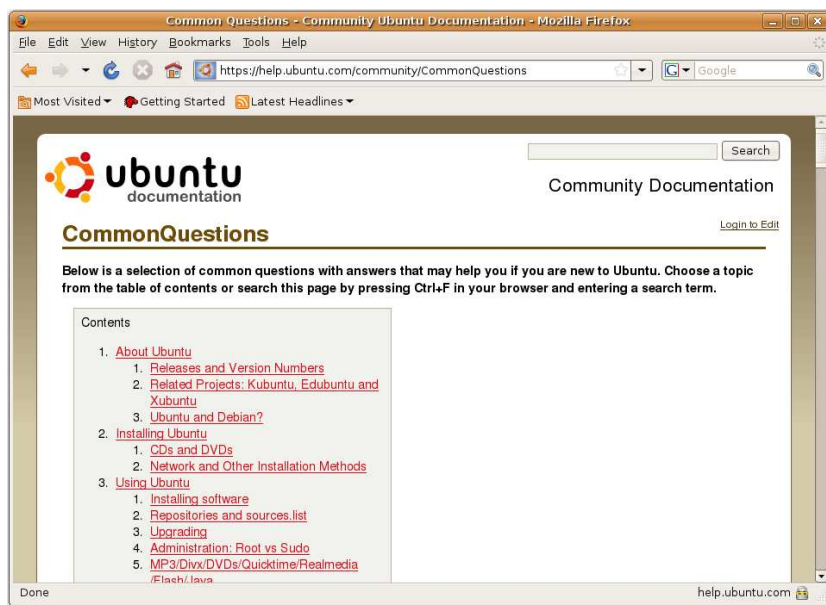 Common Questions - Community Ubuntu Documentation - Mozilla Firefox
File Edit View History Bookmarks Tools Help
https://help.ubuntu.com/community/CommonQuestions
G Google
Most Visited Getting Started Latest Headlines
Search
ubuntu
documentation
Community Documentation
Login to Edit
CommonQuestions
Below is a selection of common questions with answers that may help you if you are new to Ubuntu. Choose a topic
from the table of contents or search this page by pressing Ctrl+F in your browser and entering a search term.
Contents
1. About Ubuntu
1. Releases and Version Numbers
2. Related Projects: Kubuntu, Edubuntu and
Xubuntu
3. Ubuntu and Debian?
2. Installing Ubuntu
1. CDs and DVDs
2. Network and Other Installation Methods
3. Using Ubuntu
1. Installing software
2. Repositories and sources.list
3. Upgrading
4. Administration: Root vs Sudo
5. MP3/Divx/DVDs/Quicktime/Realmedia
/Flash/Java
Done
help.ubuntu.com